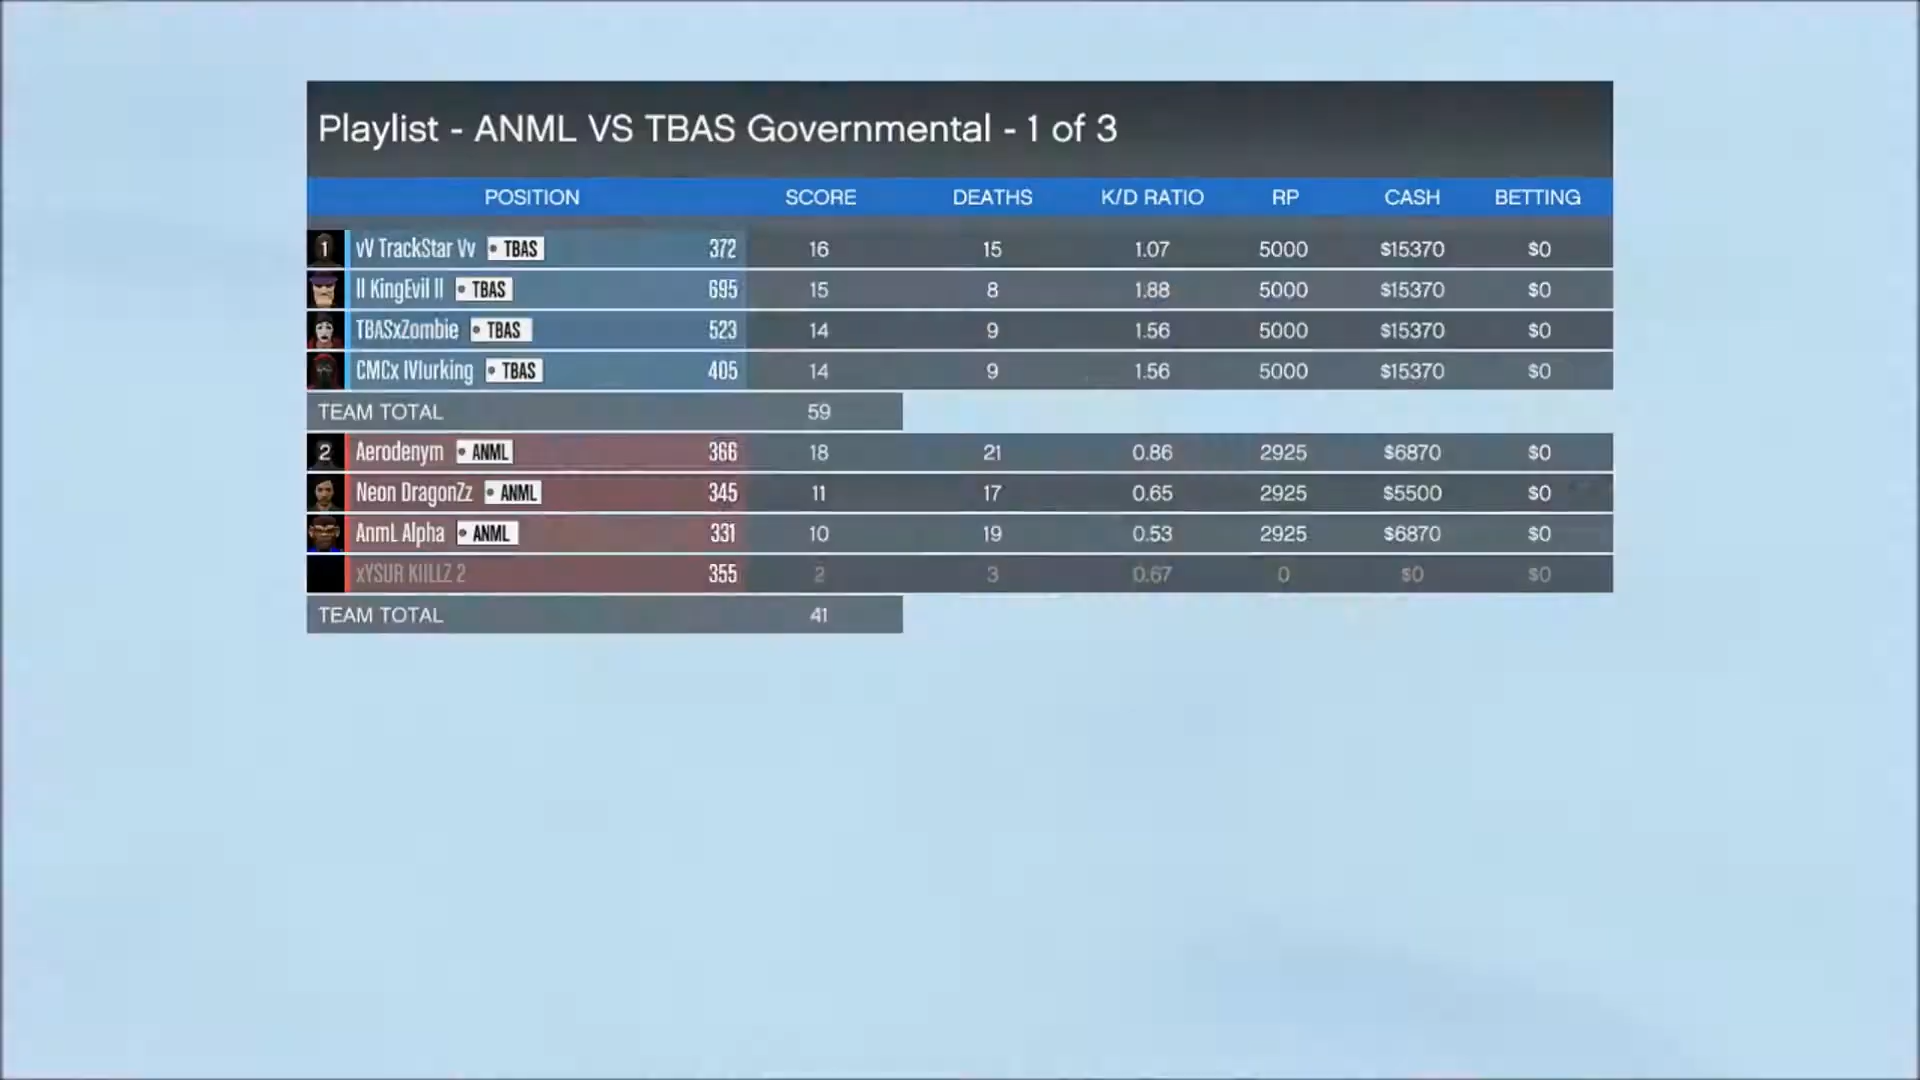 Playlist - ANML VS TBAS Governmental - 1 of 3
POSITION SCORE DEATHS K/D RATIO RP CASH BETTING
1 vV TrackStar Vv • TBAS 372 16 15 1.07 5000 $15370 $0
II KingEvil II • TBAS 695 15 8 1.88 5000 $15370 $0
TBASxZombie • TBAS 523 14 9 1.56 5000 $15370 $0
CMCx IVIurking • TBAS 405 14 9 1.56 5000 $15370 $0
TEAM TOTAL 59
2 Aerodenym • ANML 366 18 21 0.86 2925 $6870 $0
Neon DragonZz • ANML 345 11 17 0.65 2925 $5500 $0
AnmL Alpha • ANML 331 10 19 0.53 2925 $6870 $0
xYSUR KIILLZ 2 355 2 3 0.67 0 $0 $0
TEAM TOTAL 41